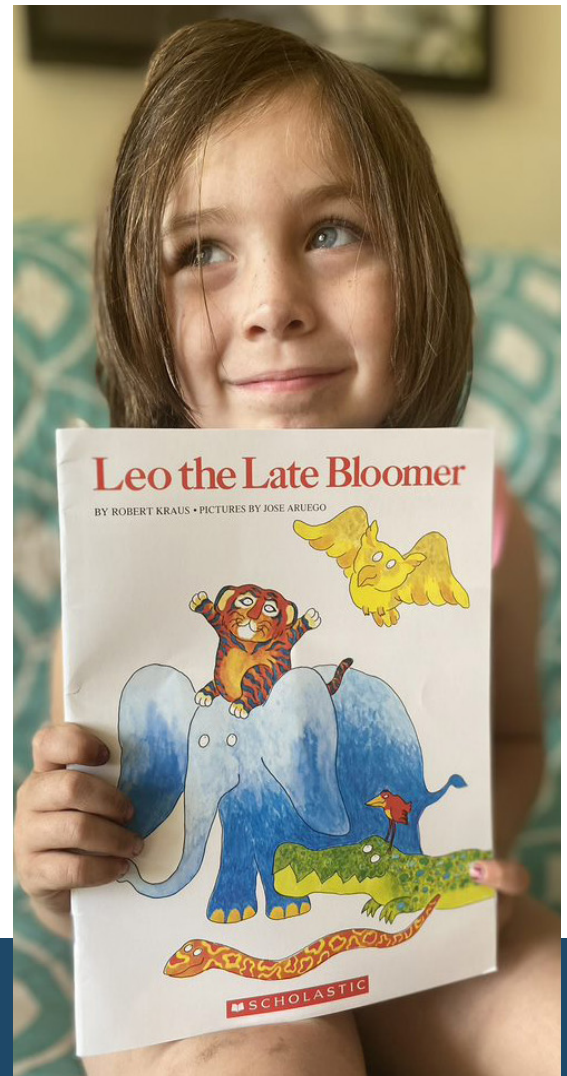 Leo the Late Bloomer
BY ROBERT KRAUS • PICTURES BY JOSE ARUEGO
SCHOLASTIC